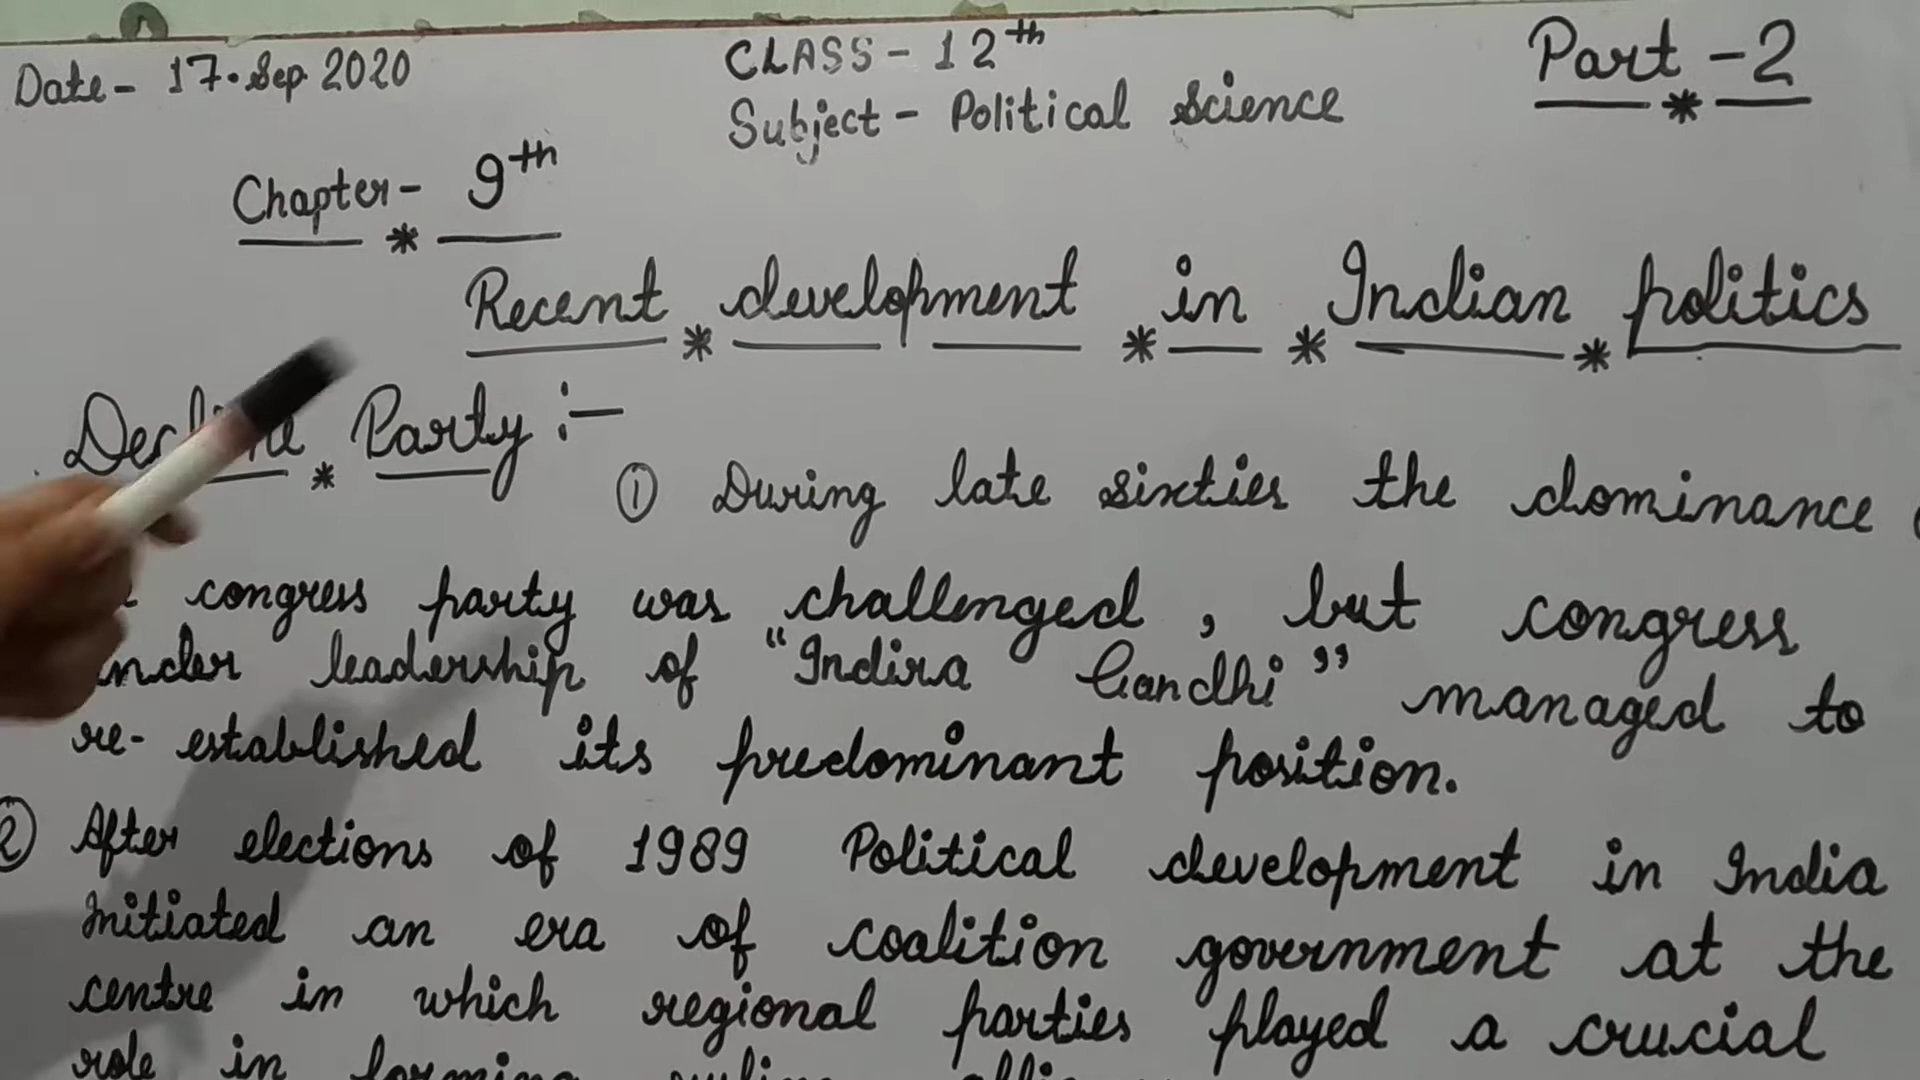 Date- 17. Sep. 2020
CLASS - 12th
Part - 2
Subject - Political Science
Chapter - 9th
Recent development in Indian politics
Party :-
① During late sixties the dominance
congress party was challenged, but congress
leadership of "Indira Gandhi" managed to
re-established its predominant position.
② After elections of 1989 Political development in India
Initiated an era of coalition government at the
centre in which regional parties played a crucial
role in forming